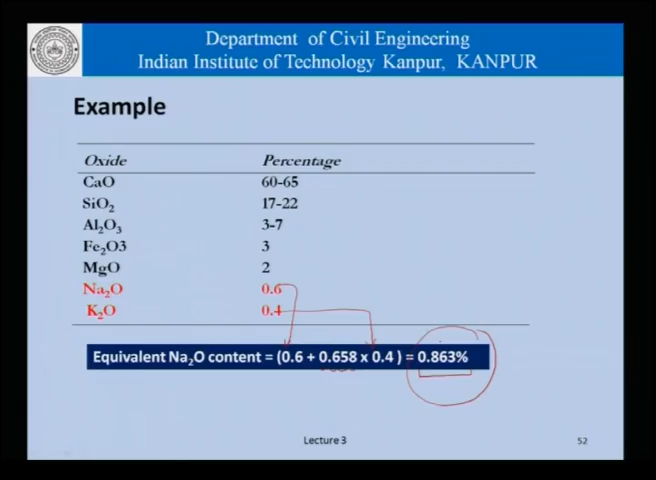 Department of Civil Engineering
Indian Institute of Technology Kanpur, KANPUR
Example
Oxide Percentage
CaO 60-65
SiO₂ 17-22
Al₂O₃ 3-7
Fe₂O3 3
MgO 2
Na₂O 0.6
K₂O 0.4
Equivalent Na₂O content = (0.6 + 0.658 x 0.4 ) = 0.863%
Lecture 3 52